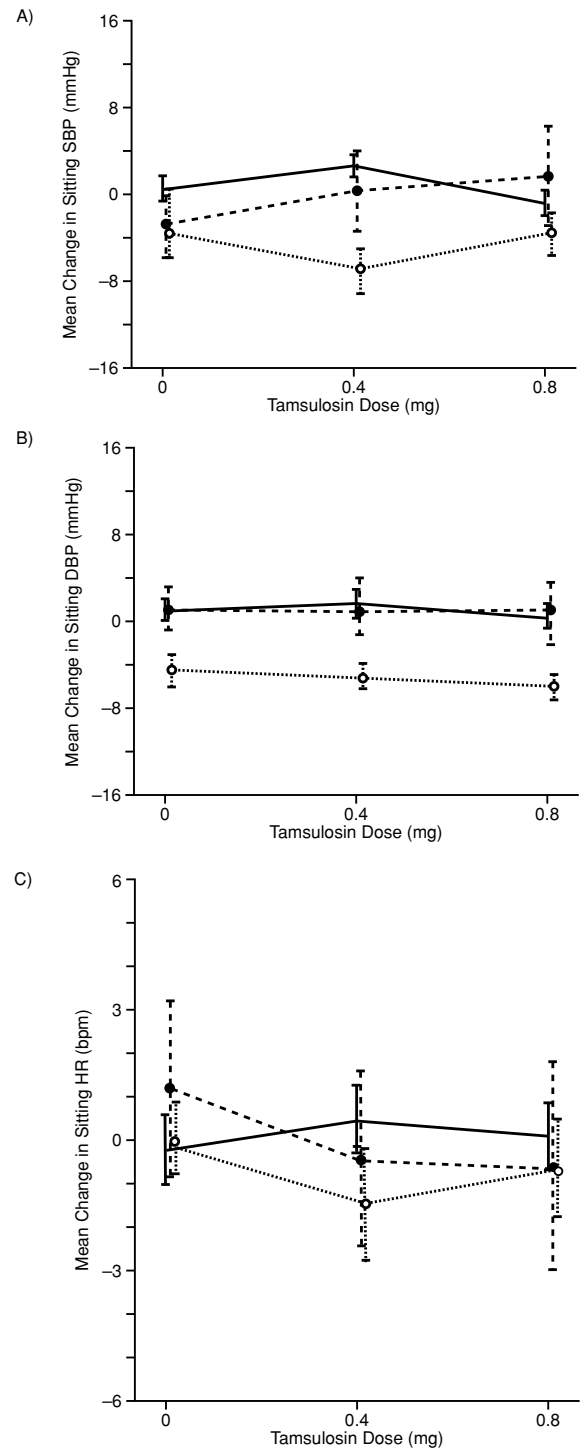 A)
Mean Change in Sitting SBP (mmHg)
16
8
0
–8
–16
0
0.4
0.8
Tamsulosin Dose (mg)
B)
Mean Change in Sitting DBP (mmHg)
16
8
0
–8
–16
0
0.4
0.8
Tamsulosin Dose (mg)
C)
Mean Change in Sitting HR (bpm)
6
3
0
–3
–6
0
0.4
0.8
Tamsulosin Dose (mg)